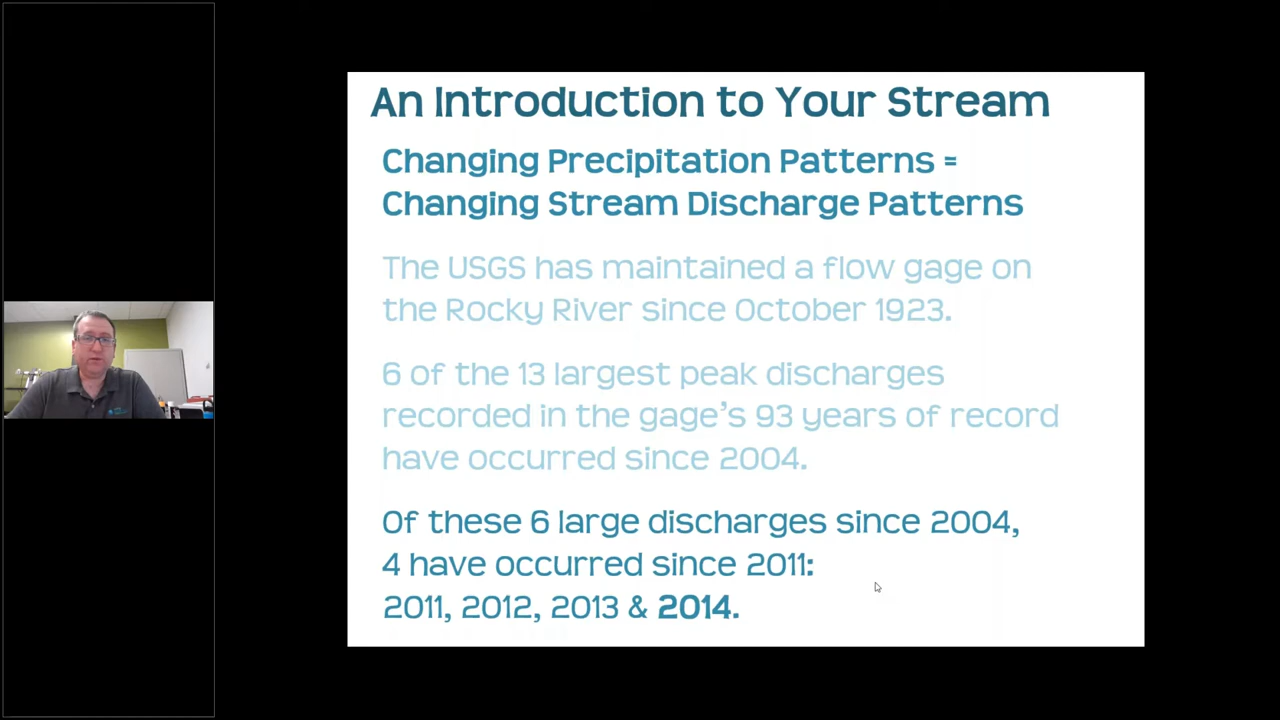 An Introduction to Your Stream
Changing Precipitation Patterns =
Changing Stream Discharge Patterns
The USGS has maintained a flow gage on
the Rocky River since October 1923.
6 of the 13 largest peak discharges
recorded in the gage's 93 years of record
have occurred since 2004.
Of these 6 large discharges since 2004,
4 have occurred since 2011:
2011, 2012, 2013 & 2014.